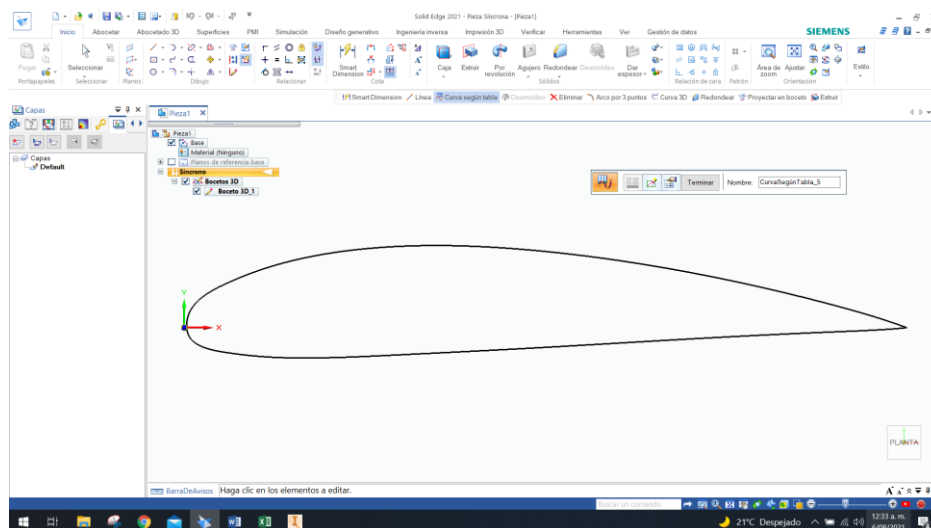 Solid Edge 2021 - Pieza Síncrona - [Pieza1]
Inicio Abocetar Abocetado 3D Superficies PMI Simulación Diseño generativo Ingeniería inversa Impresión 3D Verificar Herramientas Ver Gestión de datos SIEMENS
Pegar Seleccionar Smart Dimension Caja Extruir Por revolución Agujero Redondear Desmoldeo Dar espesor Área de zoom Ajustar Estilo
Portapapeles Seleccionar Planos Dibujo Relacionar Cota Sólidos Relación de cara Patrón Orientación
Smart Dimension Línea Curva según tabla Desmoldeo Eliminar Arco por 3 puntos Curva 3D Redondear Proyectar un boceto Extruir
Capas
Pieza1
Pieza1
Base
Material (Ninguno)
Planos de referencia base
Síncrono
Bocetos 3D
Boceto 3D_1
Capas
Default
Terminar Nombre: CurvaSegúnTabla_5
Y
X
PLANTA
BarraDeAvisos Haga clic en los elementos a editar.
Buscar un comando
21°C Despejado
12:33 a. m.
6/08/2021